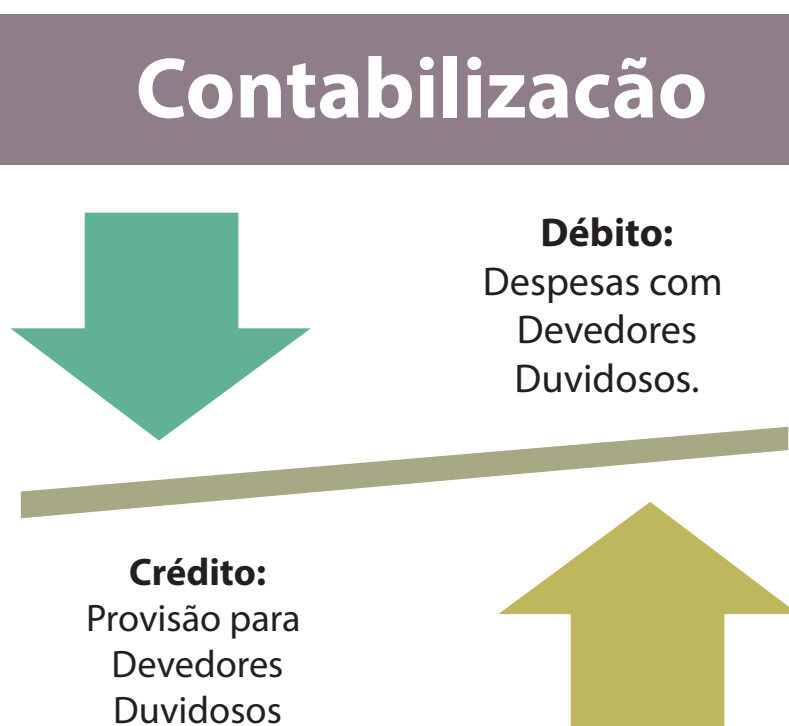 Contabilizacão
Débito:
Despesas com
Devedores
Duvidosos.
Crédito:
Provisão para
Devedores
Duvidosos